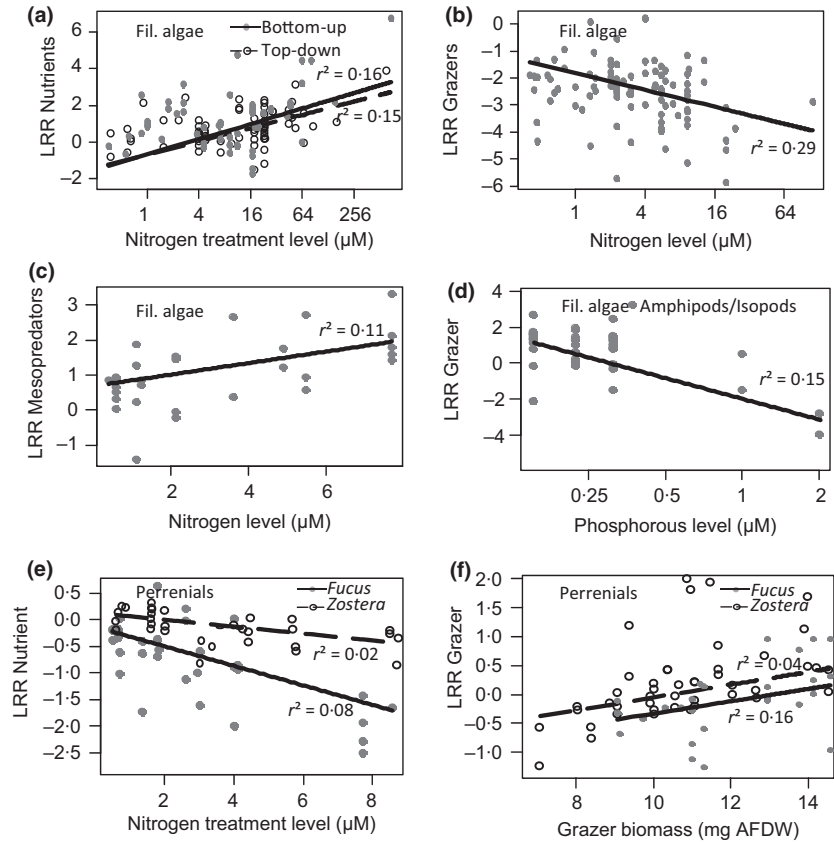 (a)
Fil. algae
Bottom-up
Top-down
r² = 0·16
r² = 0·15
LRR Nutrients
6
4
2
0
−2
1
4
16
64
256
Nitrogen treatment level (µM)
(b)
Fil. algae
r² = 0·29
LRR Grazers
0
−1
−2
−3
−4
−5
−6
1
4
16
64
Nitrogen level (µM)
(c)
Fil. algae
r² = 0·11
LRR Mesopredators
3
2
1
0
−1
2
4
6
Nitrogen level (µM)
(d)
Fil. algae
Amphipods/Isopods
r² = 0·15
LRR Grazer
4
2
0
−2
−4
0·25
0·5
1
2
Phosphorous level (µM)
(e)
Perrenials
Fucus
Zostera
r² = 0·02
r² = 0·08
LRR Nutrient
0·5
0·0
−0·5
−1·0
−1·5
−2·0
−2·5
2
4
6
8
Nitrogen treatment level (µM)
(f)
Perrenials
Fucus
Zostera
r² = 0·04
r² = 0·16
LRR Grazer
2·0
1·5
1·0
0·5
0·0
−0·5
−1·0
8
10
12
14
Grazer biomass (mg AFDW)